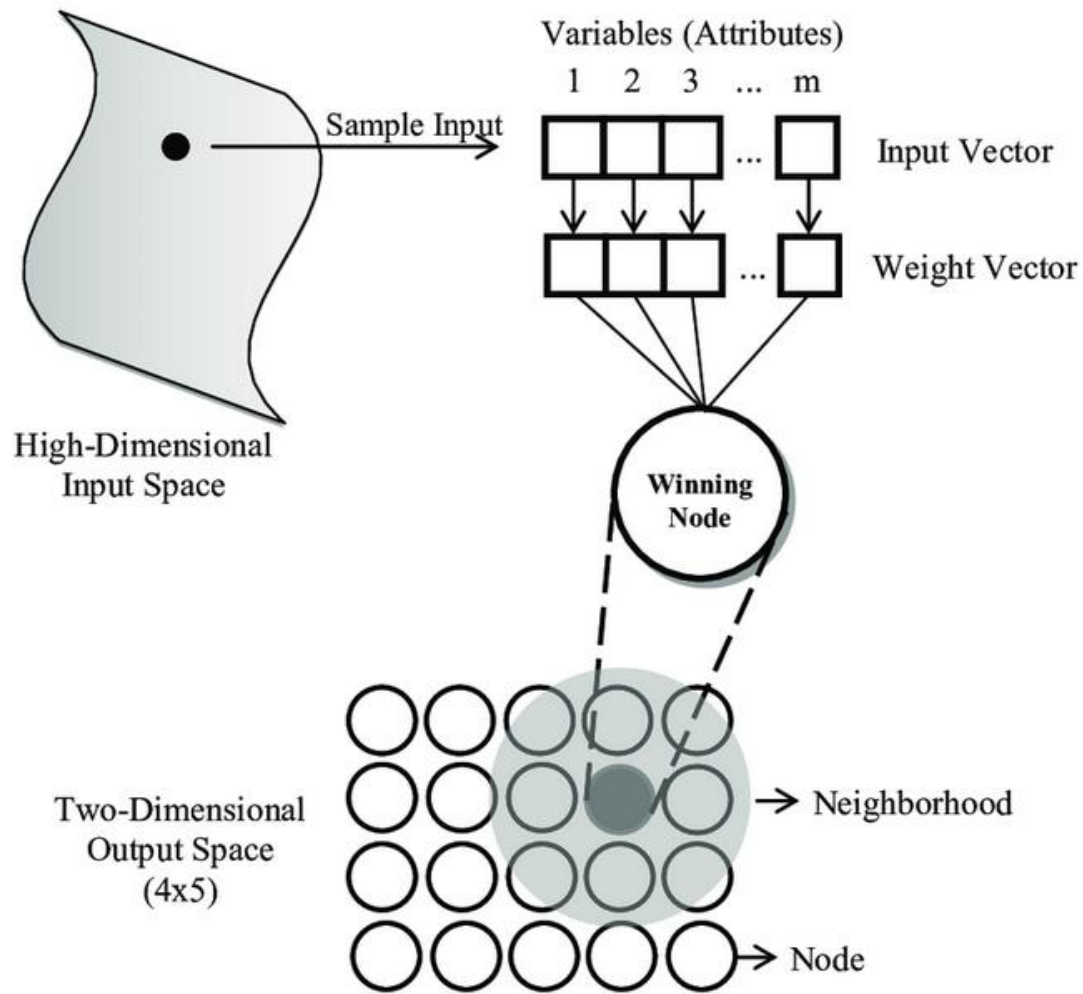 Variables (Attributes)
1 2 3 ... m
Sample Input
... Input Vector
... Weight Vector
High-Dimensional
Input Space
Winning
Node
Two-Dimensional
Output Space
(4x5)
Neighborhood
Node